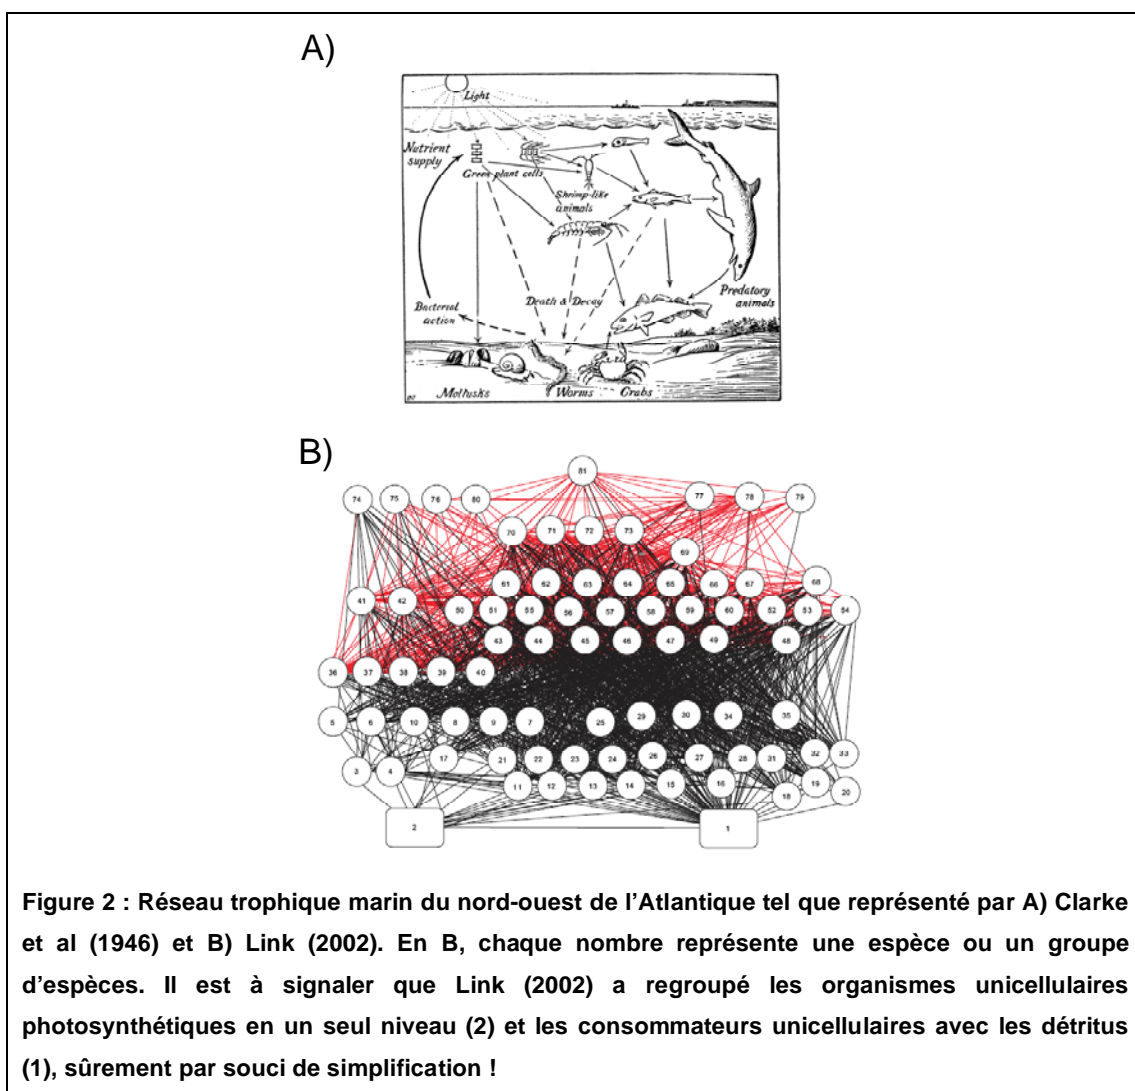 A)
Light
Nutrient
supply
Green plant cells
Shrimp-like
animals
Predatory
animals
Death & Decay
Bacterial
action
Mollusks
Worms
Crabs
B)
81
74 75 76 80 77 78 79
70 71 72 73
69
61 62 63 64 65 66 67 68
41 42 50 51 55 56 57 58 59 60 52 53 54
43 44 45 46 47 49 48
36 37 38 39 40
5 6 10 8 9 7 25 29 30 34 35
17 21 22 23 24 26 27 28 31 32 33
3 4 11 12 13 14 15 16 18 19 20
2 1
Figure 2 : Réseau trophique marin du nord-ouest de l’Atlantique tel que représenté par A) Clarke
et al (1946) et B) Link (2002). En B, chaque nombre représente une espèce ou un groupe
d’espèces. Il est à signaler que Link (2002) a regroupé les organismes unicellulaires
photosynthétiques en un seul niveau (2) et les consommateurs unicellulaires avec les détritus
(1), sûrement par souci de simplification !